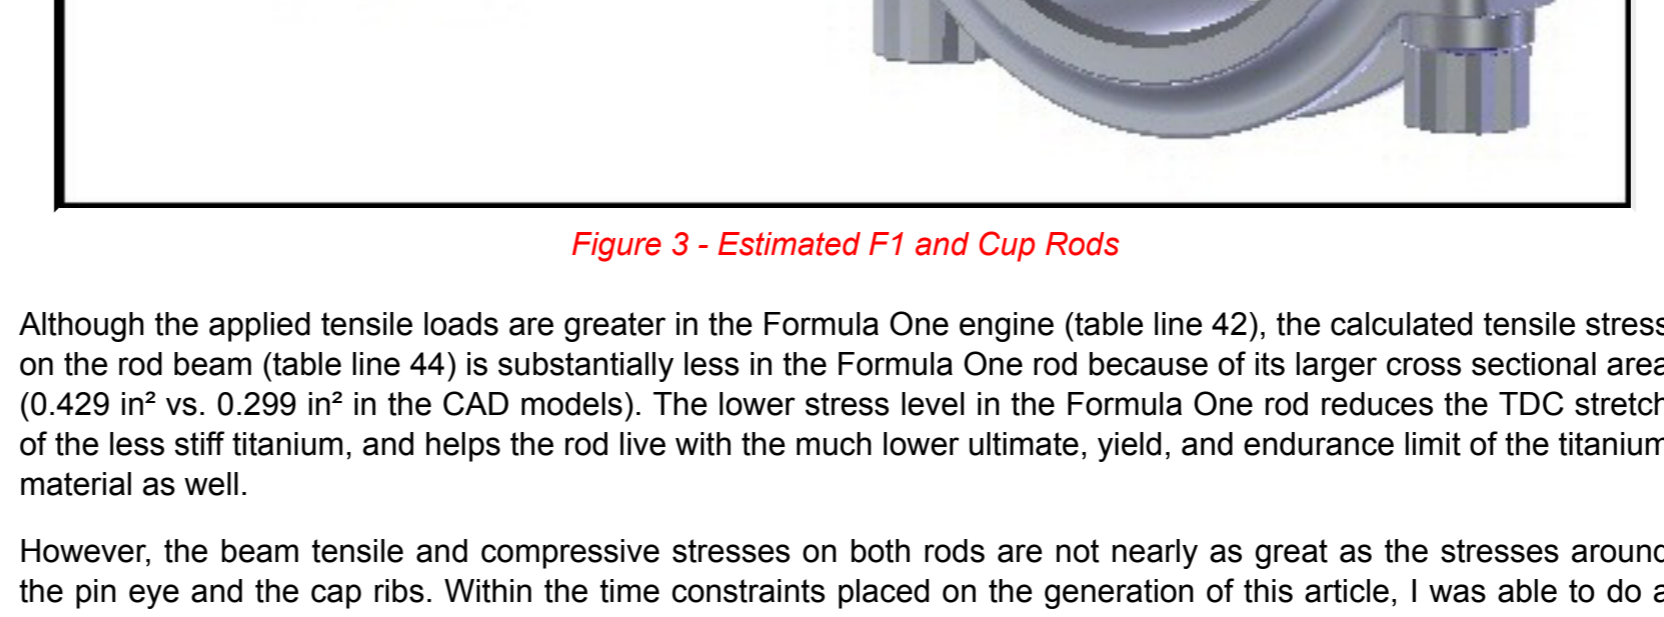 Figure 3 - Estimated F1 and Cup Rods
Although the applied tensile loads are greater in the Formula One engine (table line 42), the calculated tensile stress
on the rod beam (table line 44) is substantially less in the Formula One rod because of its larger cross sectional area
(0.429 in² vs. 0.299 in² in the CAD models). The lower stress level in the Formula One rod reduces the TDC stretch
of the less stiff titanium, and helps the rod live with the much lower ultimate, yield, and endurance limit of the titanium
material as well.
However, the beam tensile and compressive stresses on both rods are not nearly as great as the stresses around
the pin eye and the cap ribs. Within the time constraints placed on the generation of this article, I was able to do a